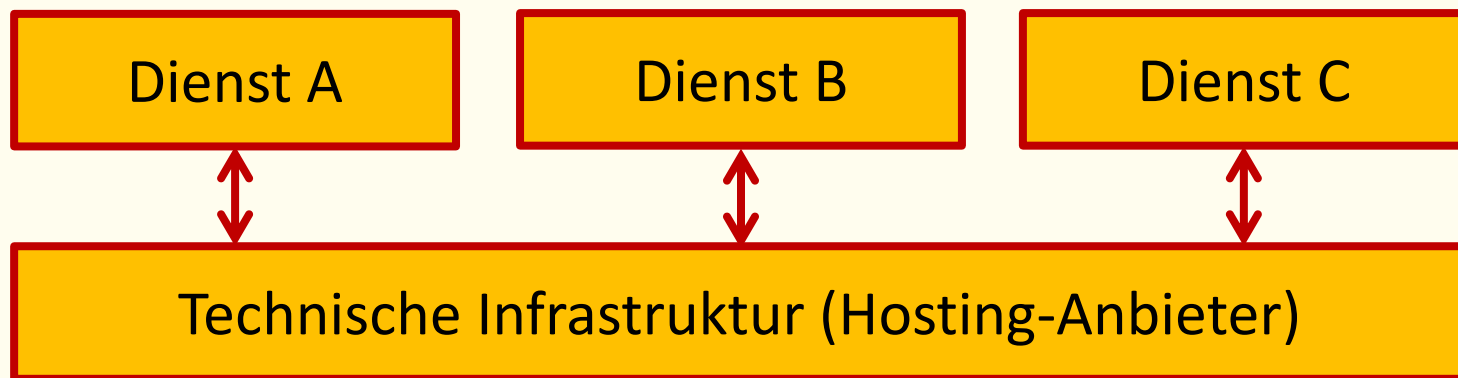 Dienst A
Dienst B
Dienst C
Technische Infrastruktur (Hosting-Anbieter)